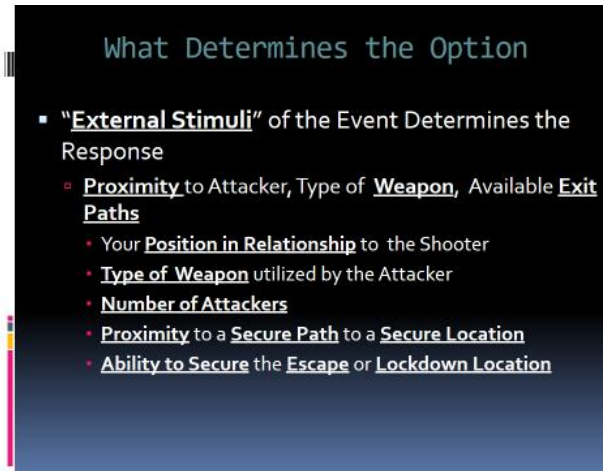 What Determines the Option
"External Stimuli" of the Event Determines the
Response
Proximity to Attacker, Type of Weapon, Available Exit
Paths
Your Position in Relationship to the Shooter
Type of Weapon utilized by the Attacker
Number of Attackers
Proximity to a Secure Path to a Secure Location
Ability to Secure the Escape or Lockdown Location